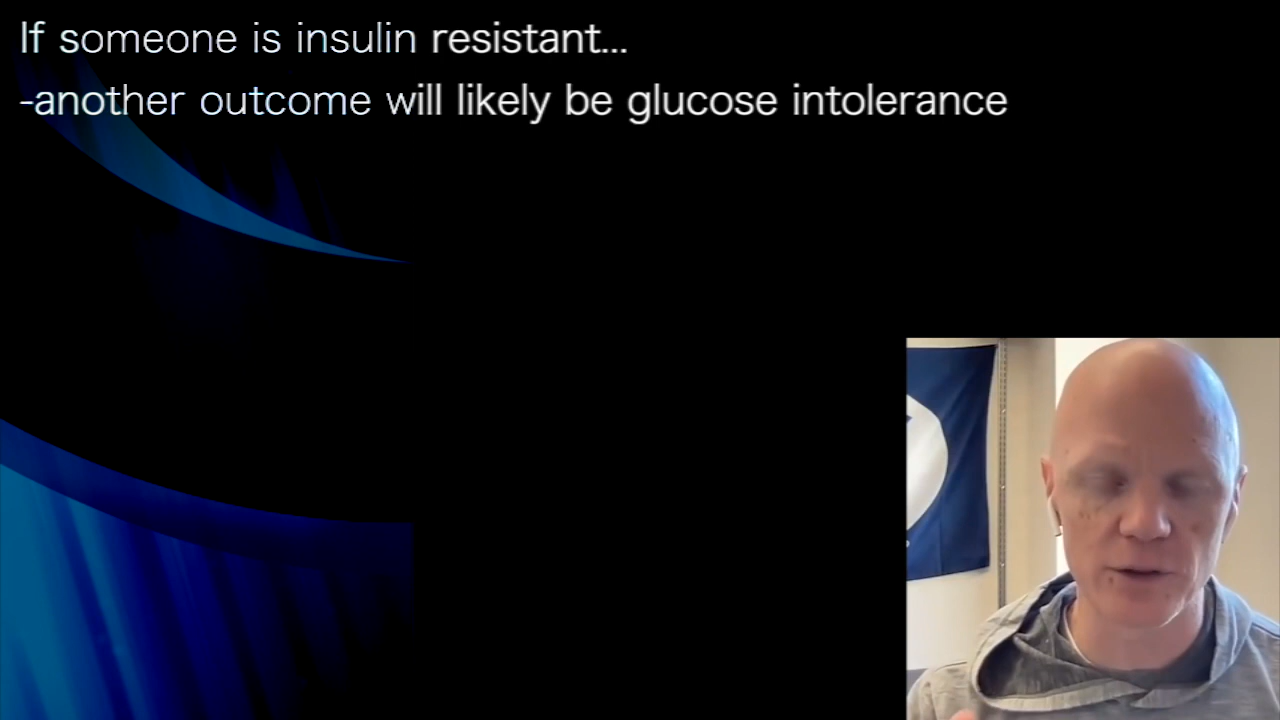 If someone is insulin resistant...
-another outcome will likely be glucose intolerance